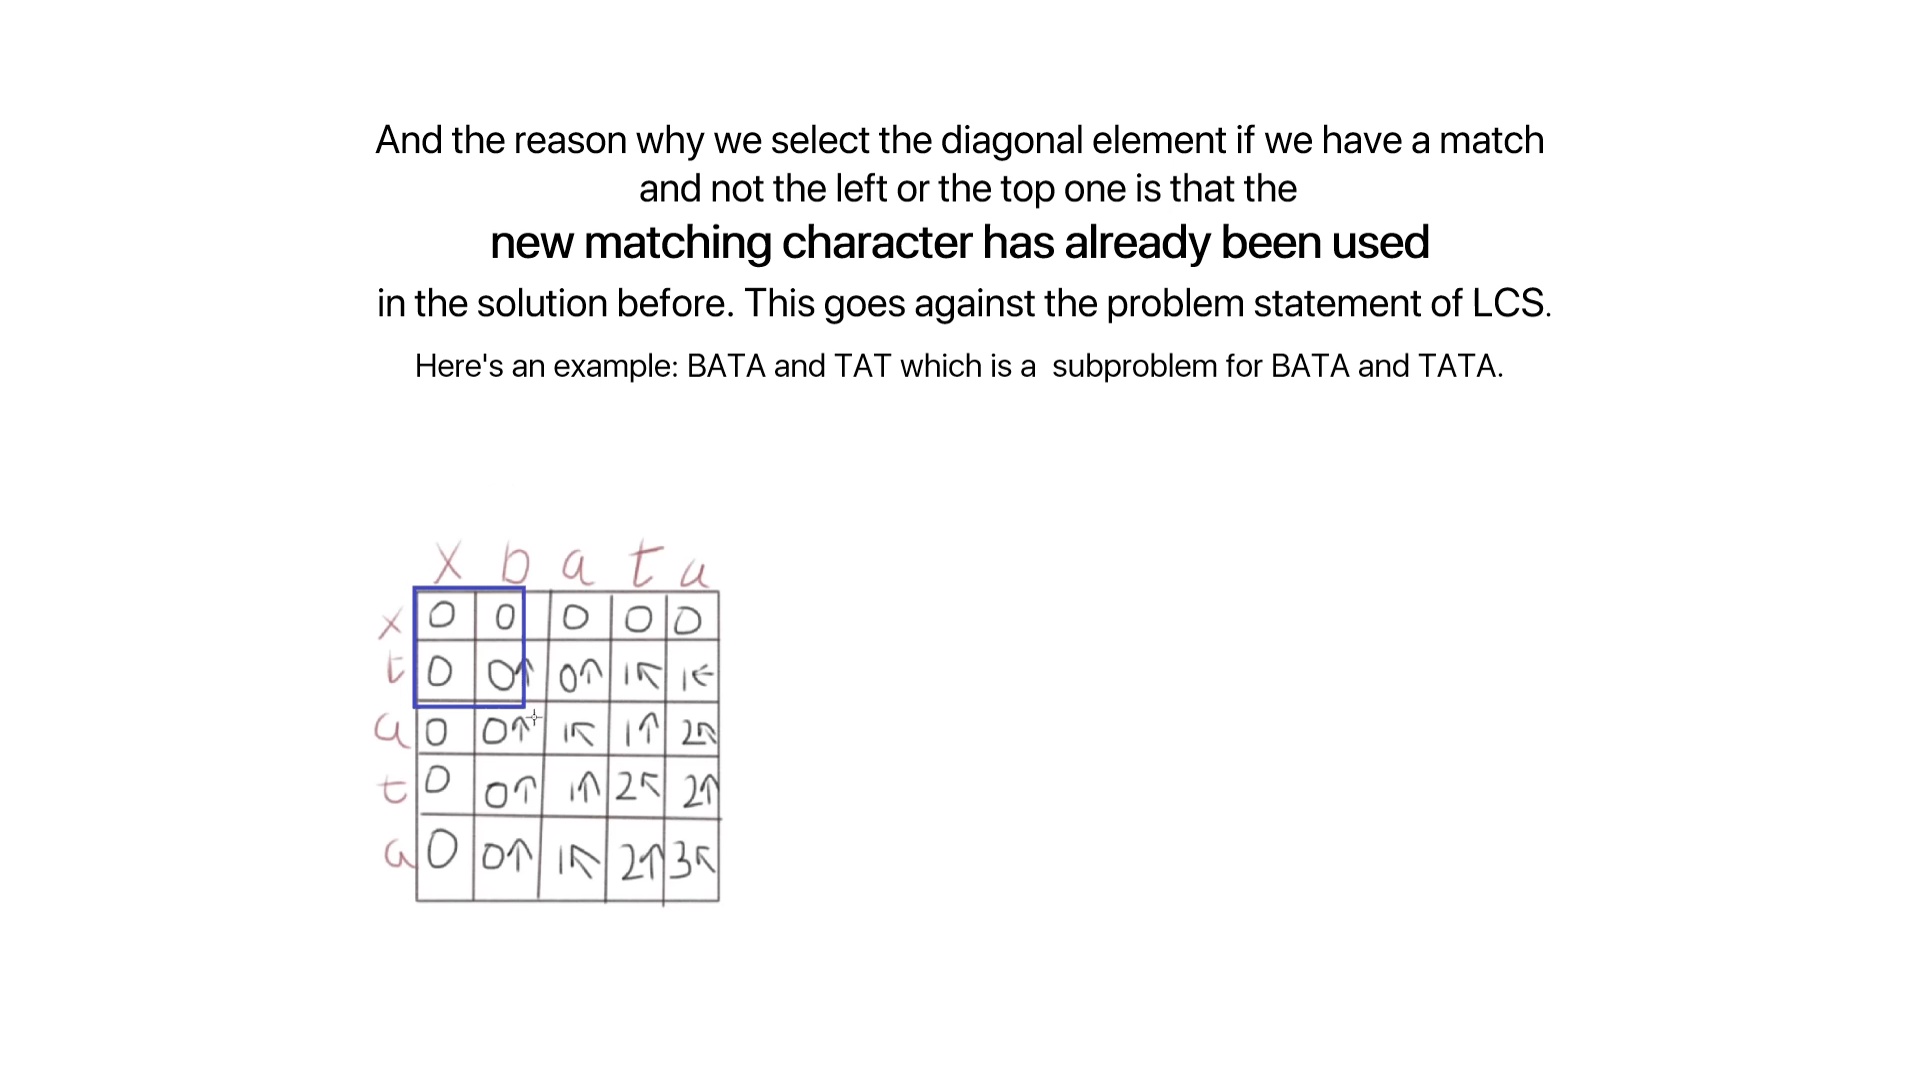 And the reason why we select the diagonal element if we have a match
and not the left or the top one is that the
new matching character has already been used
in the solution before. This goes against the problem statement of LCS.
Here's an example: BATA and TAT which is a  subproblem for BATA and TATA.
x b a t a
x 0 0 0 0 0
t 0 0↑ 0↑ 1↖ 1←
a 0 0↑ 1↖ 1↑ 2↖
t 0 0↑ 1↑ 2↖ 2↑
a 0 0↑ 1↖ 2↑ 3↖